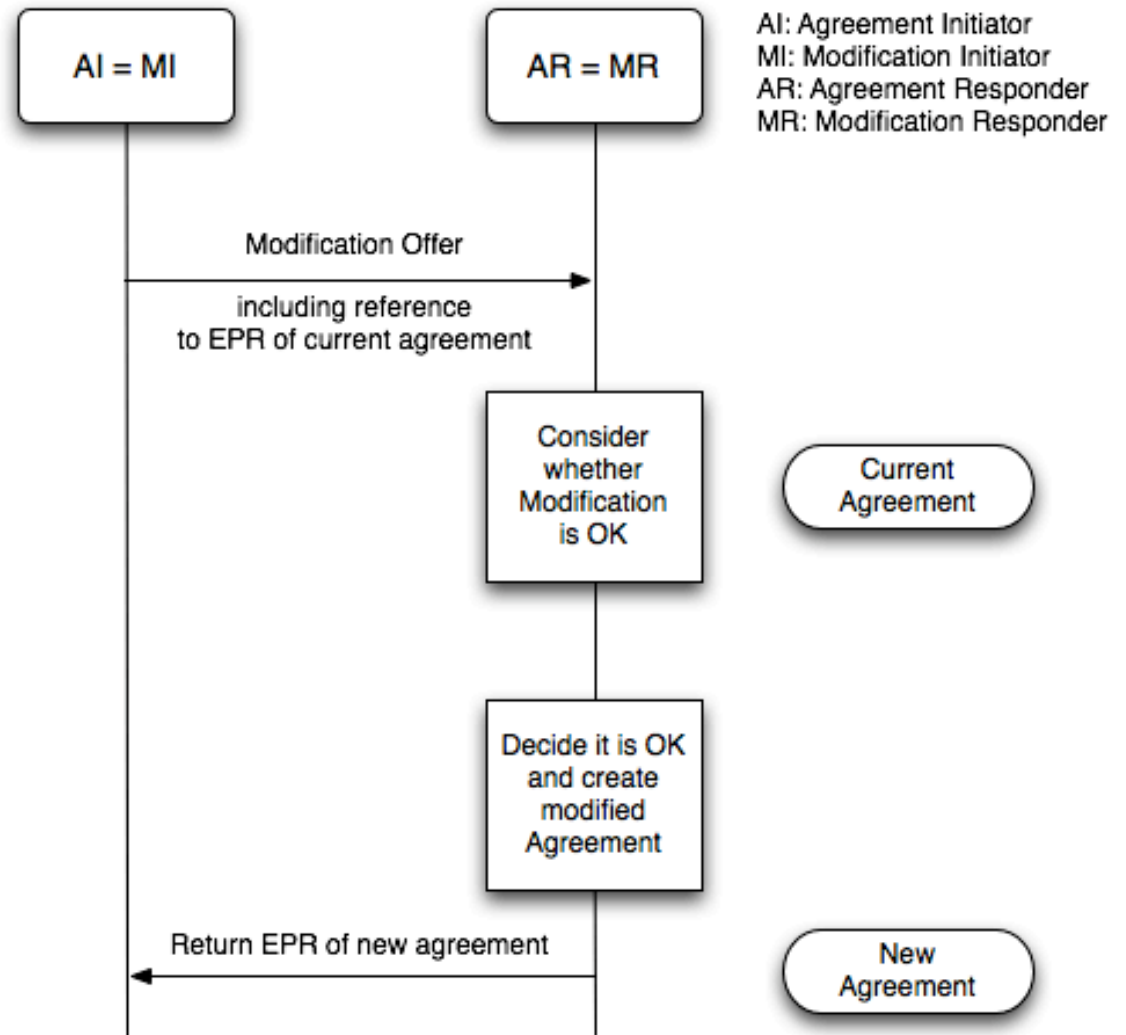 AI = MI
AR = MR
AI: Agreement Initiator
MI: Modification Initiator
AR: Agreement Responder
MR: Modification Responder
Modification Offer
including reference
to EPR of current agreement
Consider
whether
Modification
is OK
Current
Agreement
Decide it is OK
and create
modified
Agreement
Return EPR of new agreement
New
Agreement